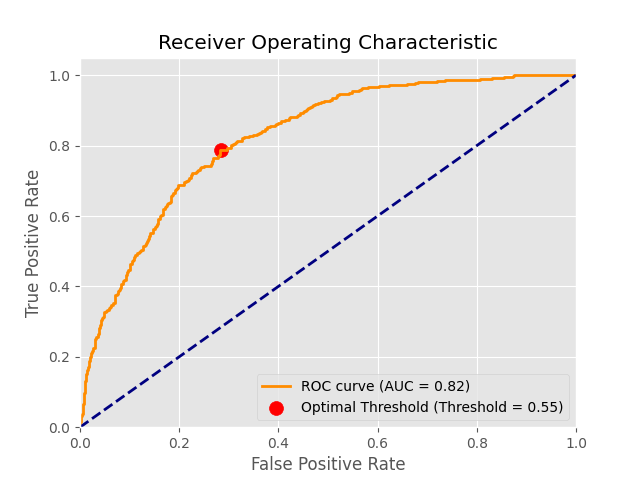 Receiver Operating Characteristic
True Positive Rate
1.0
0.8
0.6
0.4
0.2
0.0
ROC curve (AUC = 0.82)
Optimal Threshold (Threshold = 0.55)
0.0 0.2 0.4 0.6 0.8 1.0
False Positive Rate